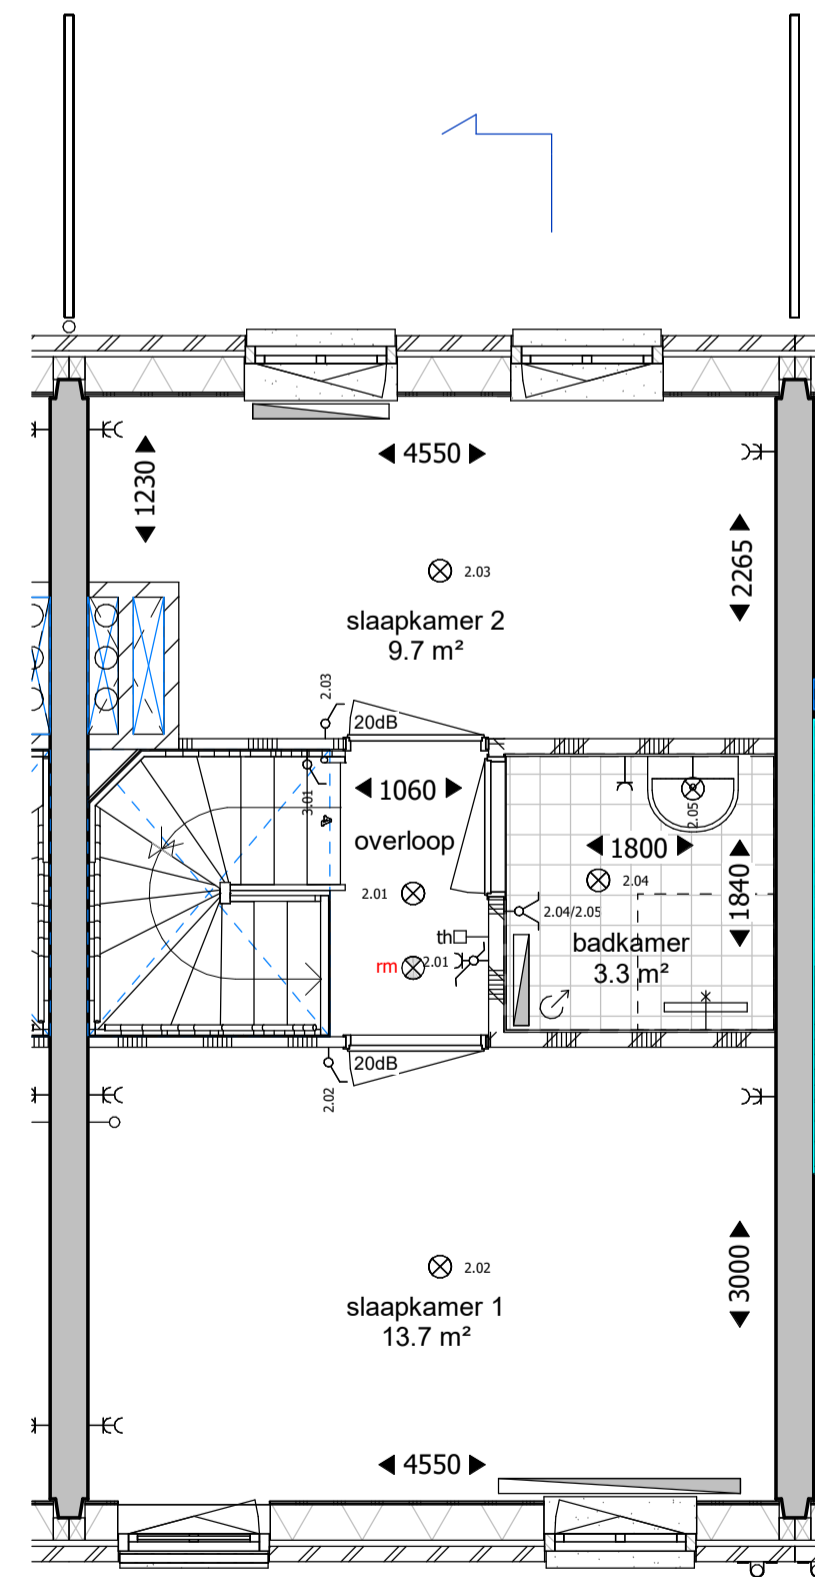 4550
1230
2265
2.03
slaapkamer 2
9.7 m²
2.03
20dB
3.01
1060
overloop
2.05
1800
1840
2.01
2.04
2.04/2.05
th
badkamer
3.3 m²
rm
2.01
20dB
2.02
2.02
slaapkamer 1
13.7 m²
3000
4550